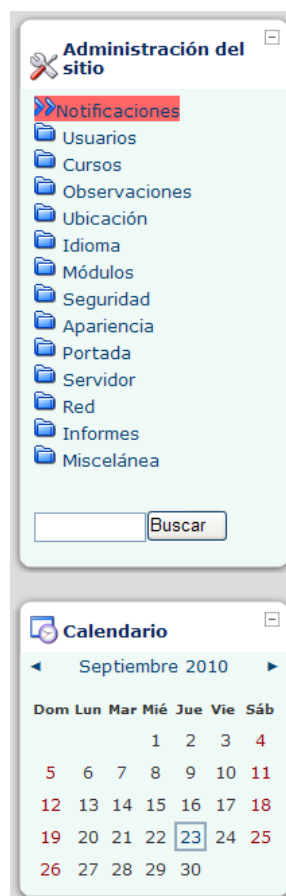 Administración del
sitio
Notificaciones
Usuarios
Cursos
Observaciones
Ubicación
Idioma
Módulos
Seguridad
Apariencia
Portada
Servidor
Red
Informes
Miscelánea
Buscar
Calendario
◄ Septiembre 2010 ►
Dom Lun Mar Mié Jue Vie Sáb
1 2 3 4
5 6 7 8 9 10 11
12 13 14 15 16 17 18
19 20 21 22 23 24 25
26 27 28 29 30